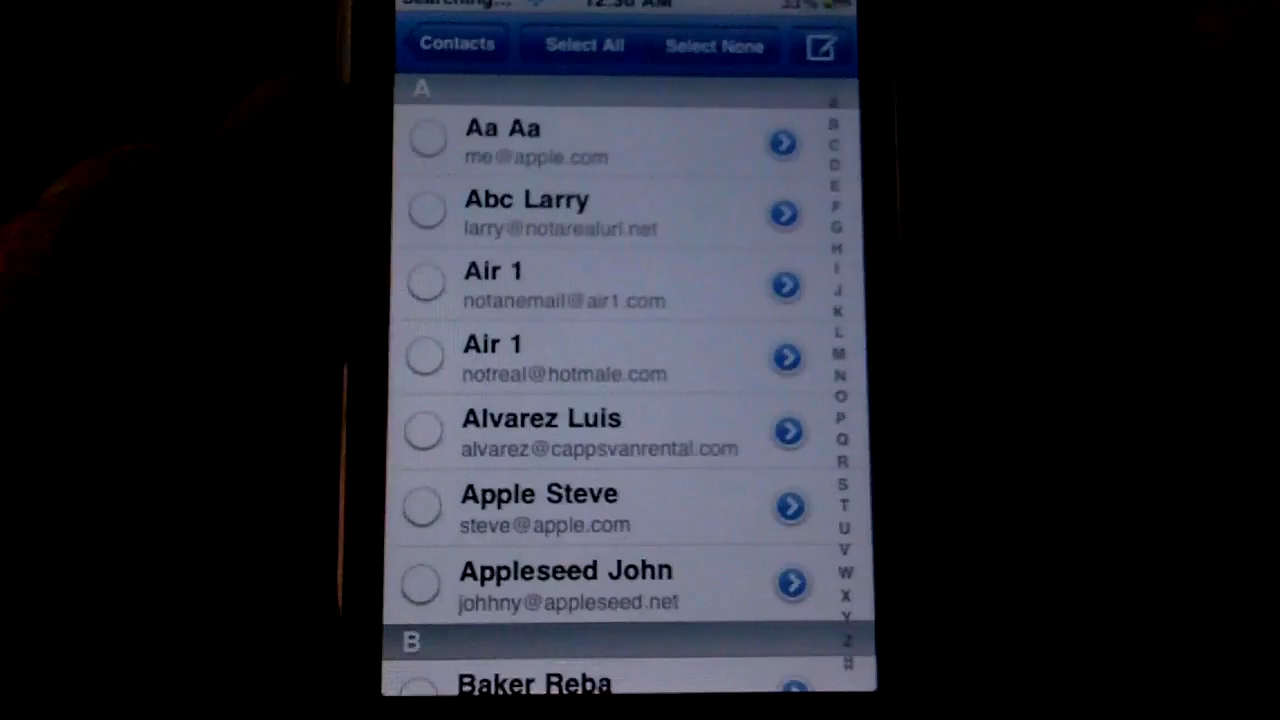 Searching... 12:30 AM 33%
Contacts Select All Select None
A
Aa Aa
me@apple.com
Abc Larry
larry@notarealurl.net
Air 1
notanemail@air1.com
Air 1
notreal@hotmale.com
Alvarez Luis
alvarez@cappsvanrental.com
Apple Steve
steve@apple.com
Appleseed John
johhny@appleseed.net
B
Baker Reba
A
B
C
D
E
F
G
H
I
J
K
L
M
N
O
P
Q
R
S
T
U
V
W
X
Y
Z
#